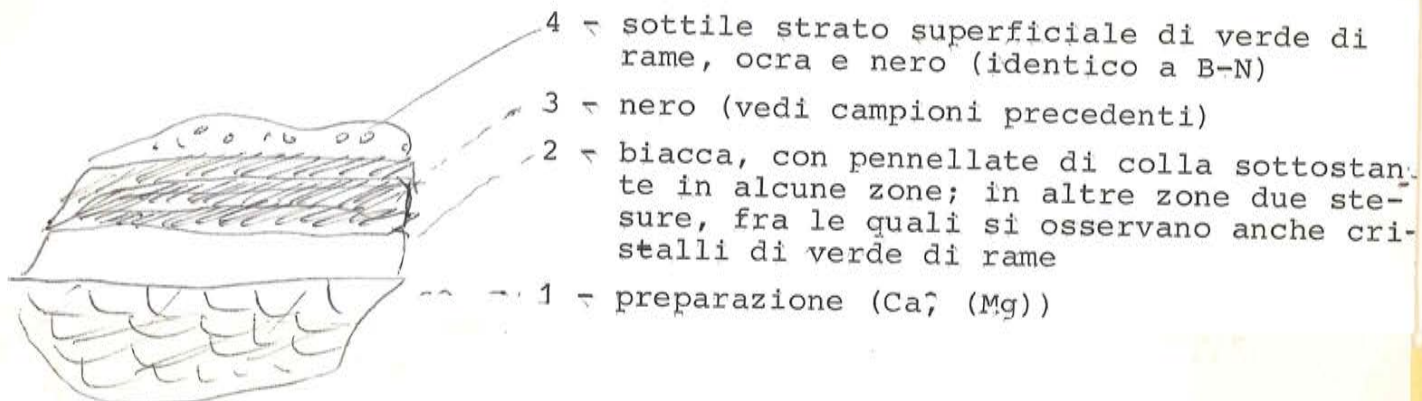 4 - sottile strato superficiale di verde di
rame, ocra e nero (identico a B-N)
3 - nero (vedi campioni precedenti)
2 - biacca, con pennellate di colla sottostan-
te in alcune zone; in altre zone due ste-
sure, fra le quali si osservano anche cri-
stalli di verde di rame
1 - preparazione (Ca, (Mg))